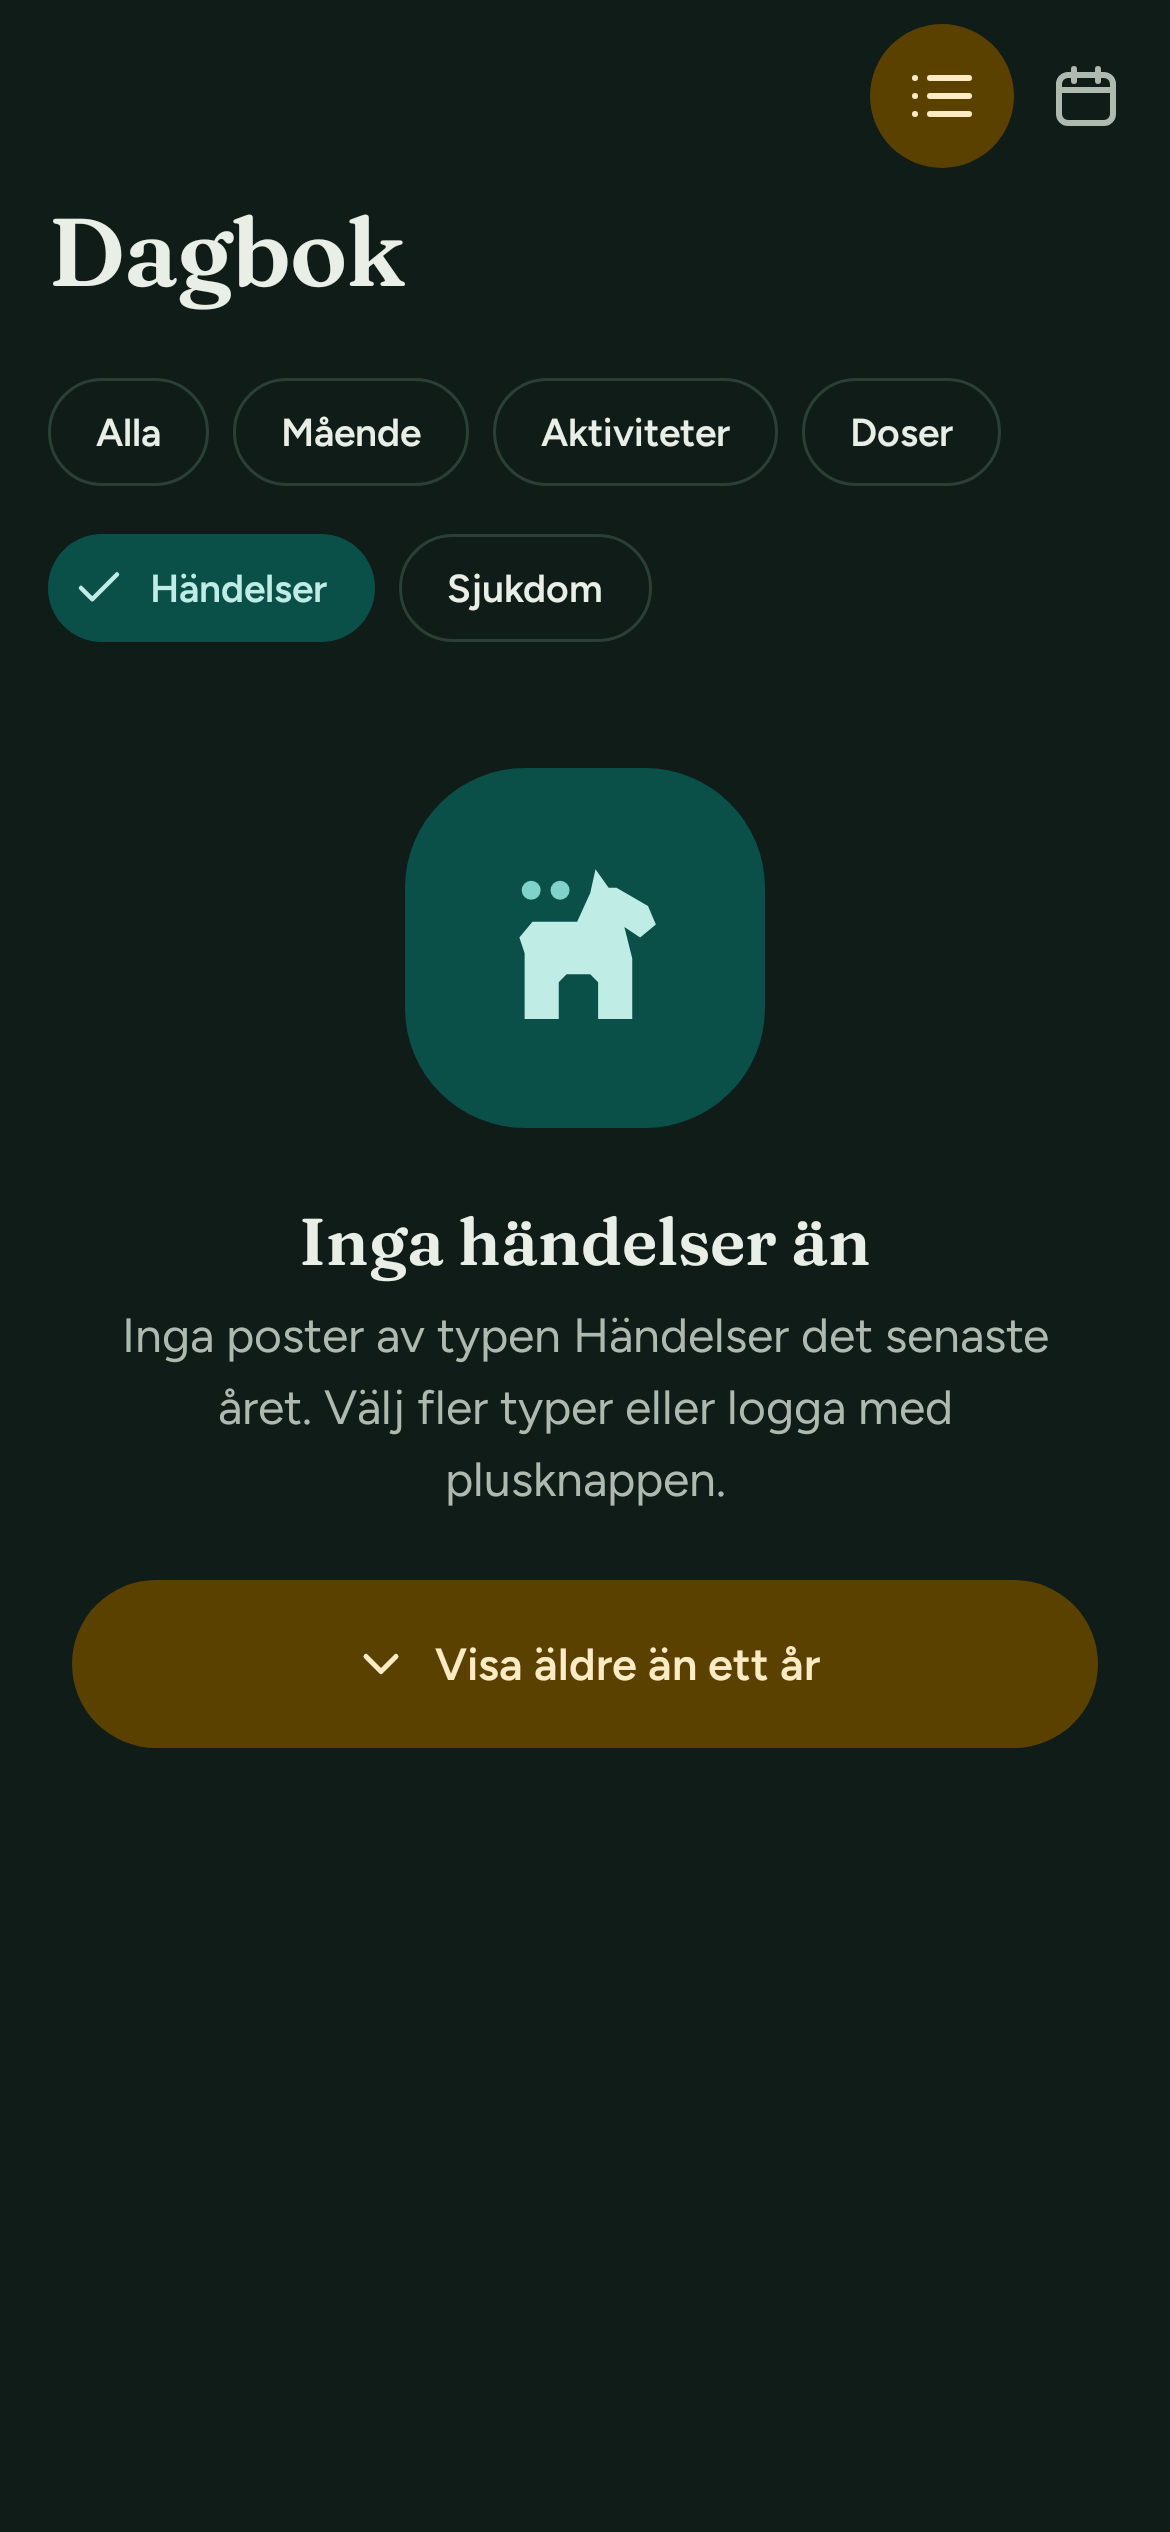 Dagbok
Alla
Mående
Aktiviteter
Doser
Händelser
Sjukdom
Inga händelser än
Inga poster av typen Händelser det senaste
året. Välj fler typer eller logga med
plusknappen.
Visa äldre än ett år